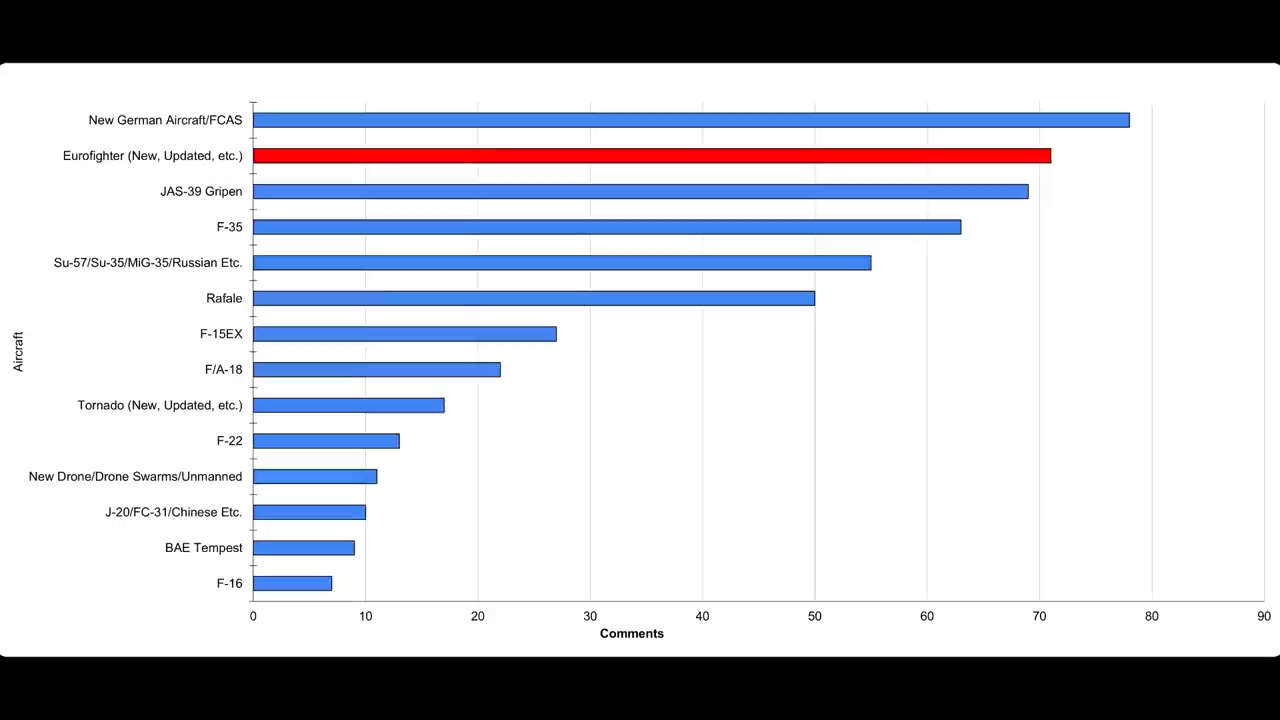 New German Aircraft/FCAS
Eurofighter (New, Updated, etc.)
JAS-39 Gripen
F-35
Su-57/Su-35/MiG-35/Russian Etc.
Rafale
F-15EX
F/A-18
Tornado (New, Updated, etc.)
F-22
New Drone/Drone Swarms/Unmanned
J-20/FC-31/Chinese Etc.
BAE Tempest
F-16
Aircraft
0 10 20 30 40 50 60 70 80 90
Comments